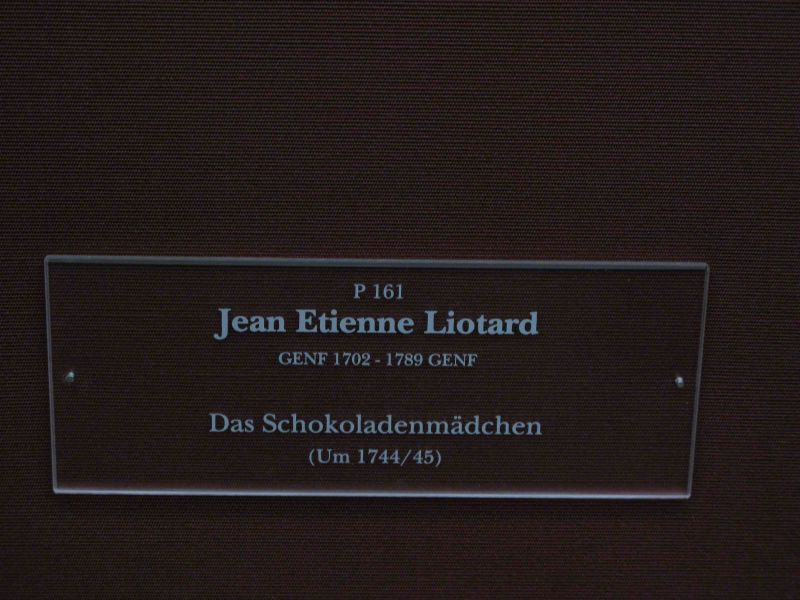 P 161
Jean Etienne Liotard
GENF 1702 - 1789 GENF
Das Schokoladenmädchen
(Um 1744/45)